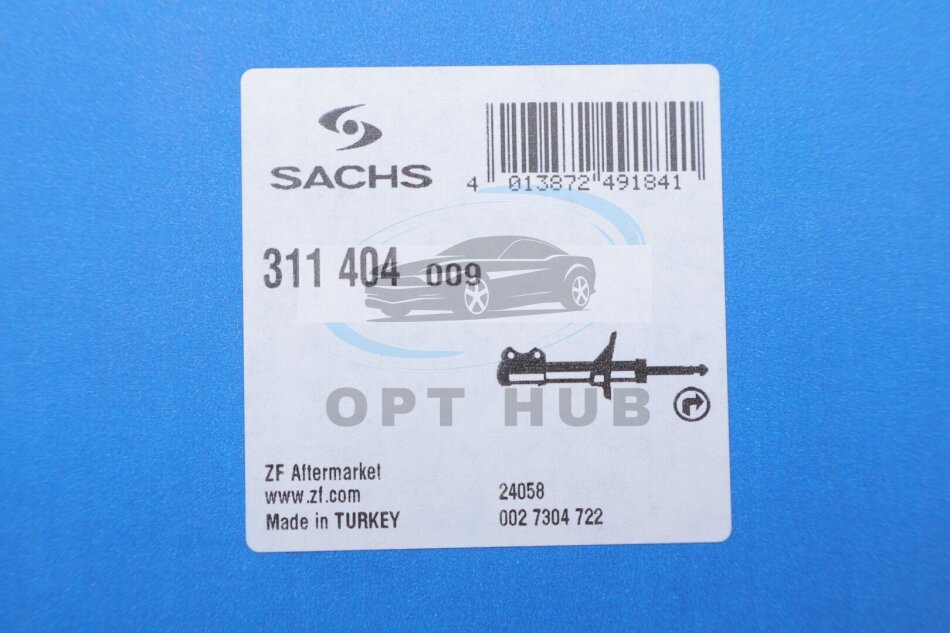 SACHS
4 013872 491841
311 404 009
OPT HUB
ZF Aftermarket
www.zf.com
Made in TURKEY
24058
002 7304 722